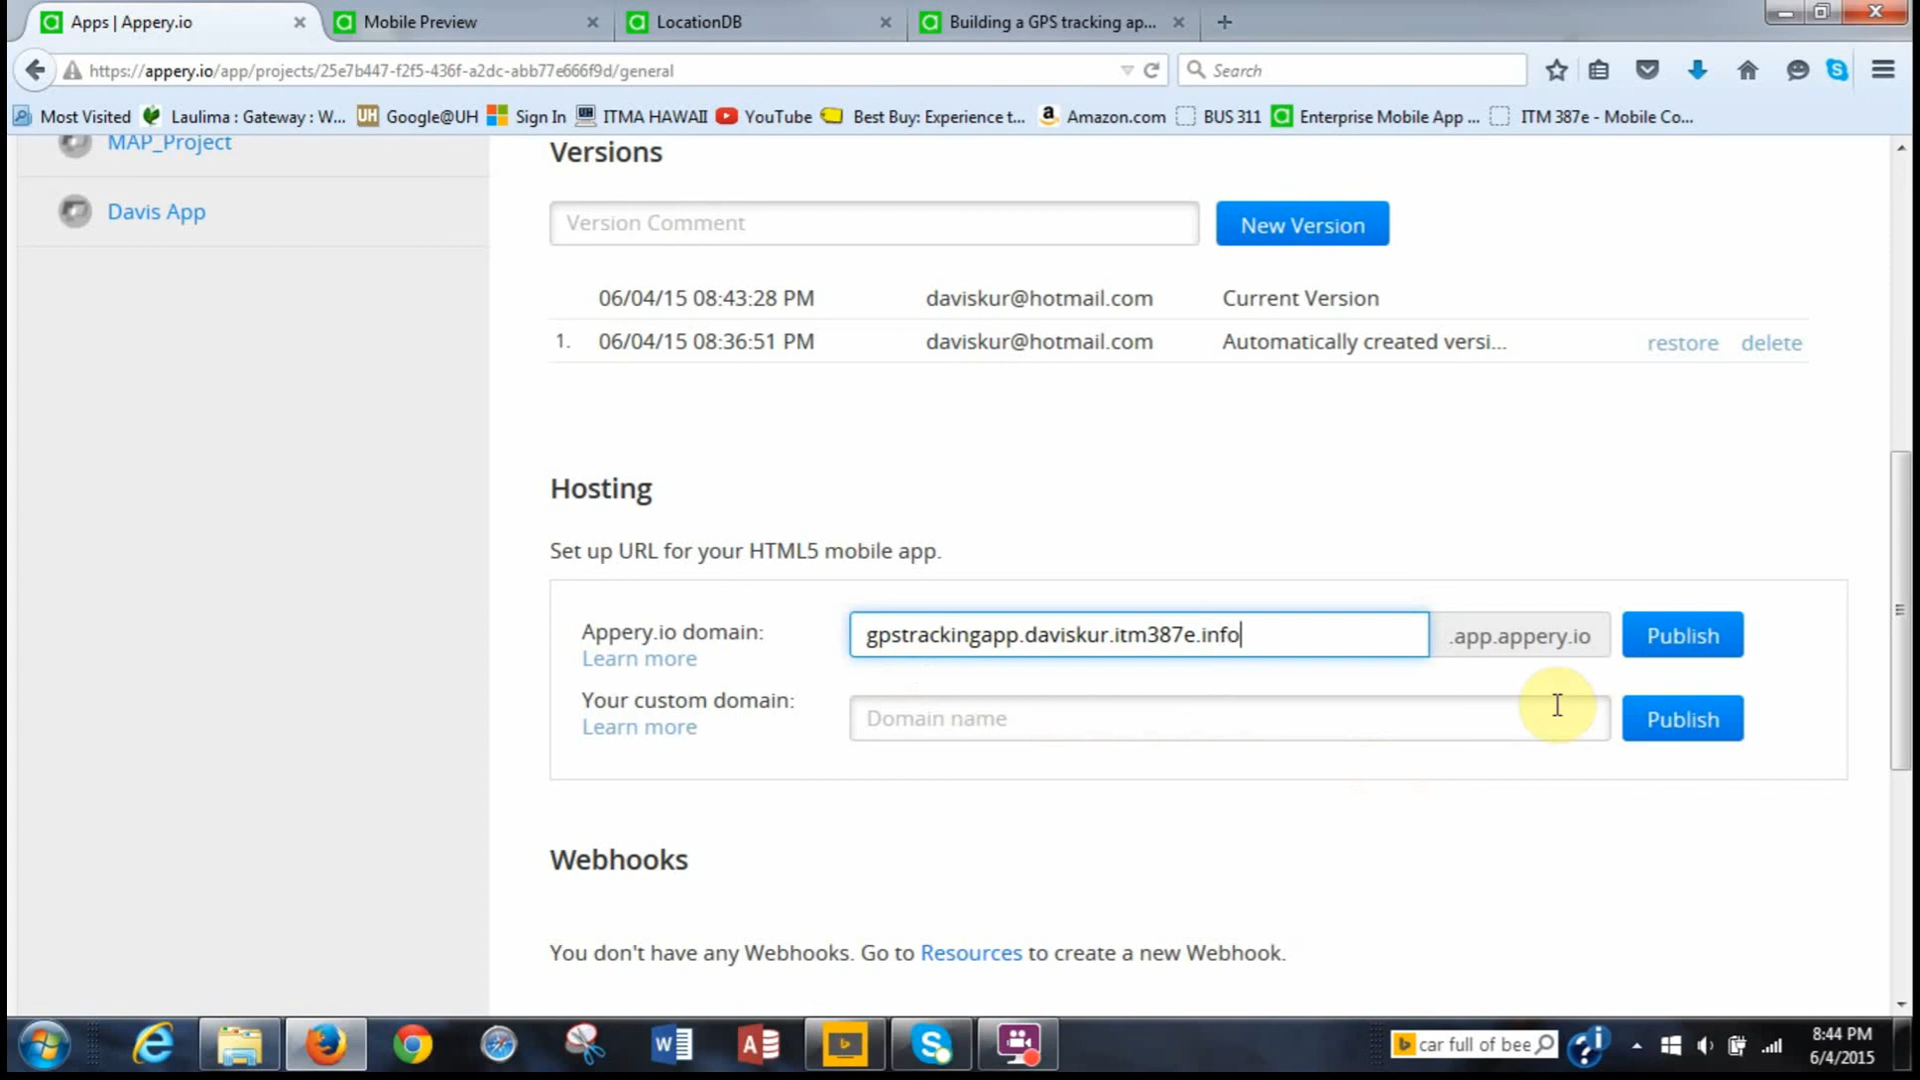 Apps | Appery.io
Mobile Preview
LocationDB
Building a GPS tracking ap...
https://appery.io/app/projects/25e7b447-f2f5-436f-a2dc-abb77e666f9d/general
Search
Most Visited
Laulima : Gateway : W...
UH Google@UH
Sign In
ITMA HAWAII
YouTube
Best Buy: Experience t...
Amazon.com
BUS 311
Enterprise Mobile App ...
ITM 387e - Mobile Co...
MAP_Project
Davis App
Versions
Version Comment
New Version
06/04/15 08:43:28 PM daviskur@hotmail.com Current Version
1. 06/04/15 08:36:51 PM daviskur@hotmail.com Automatically created versi... restore delete
Hosting
Set up URL for your HTML5 mobile app.
Appery.io domain: gpstrackingapp.daviskur.itm387e.info .app.appery.io Publish
Learn more
Your custom domain: Domain name Publish
Learn more
Webhooks
You don't have any Webhooks. Go to Resources to create a new Webhook.
car full of bee
8:44 PM
6/4/2015